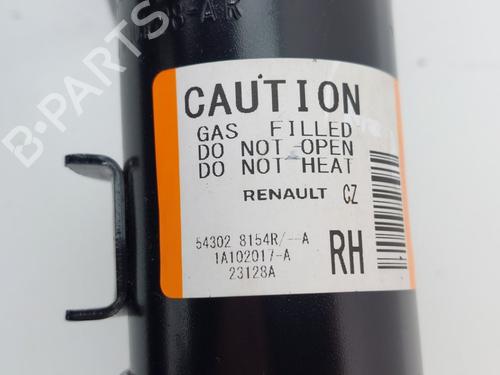 CAUTION
GAS FILLED
DO NOT OPEN
DO NOT HEAT
RENAULT CZ
54302 8154R/--A
1A102017-A
23128A
RH
B-PARTS